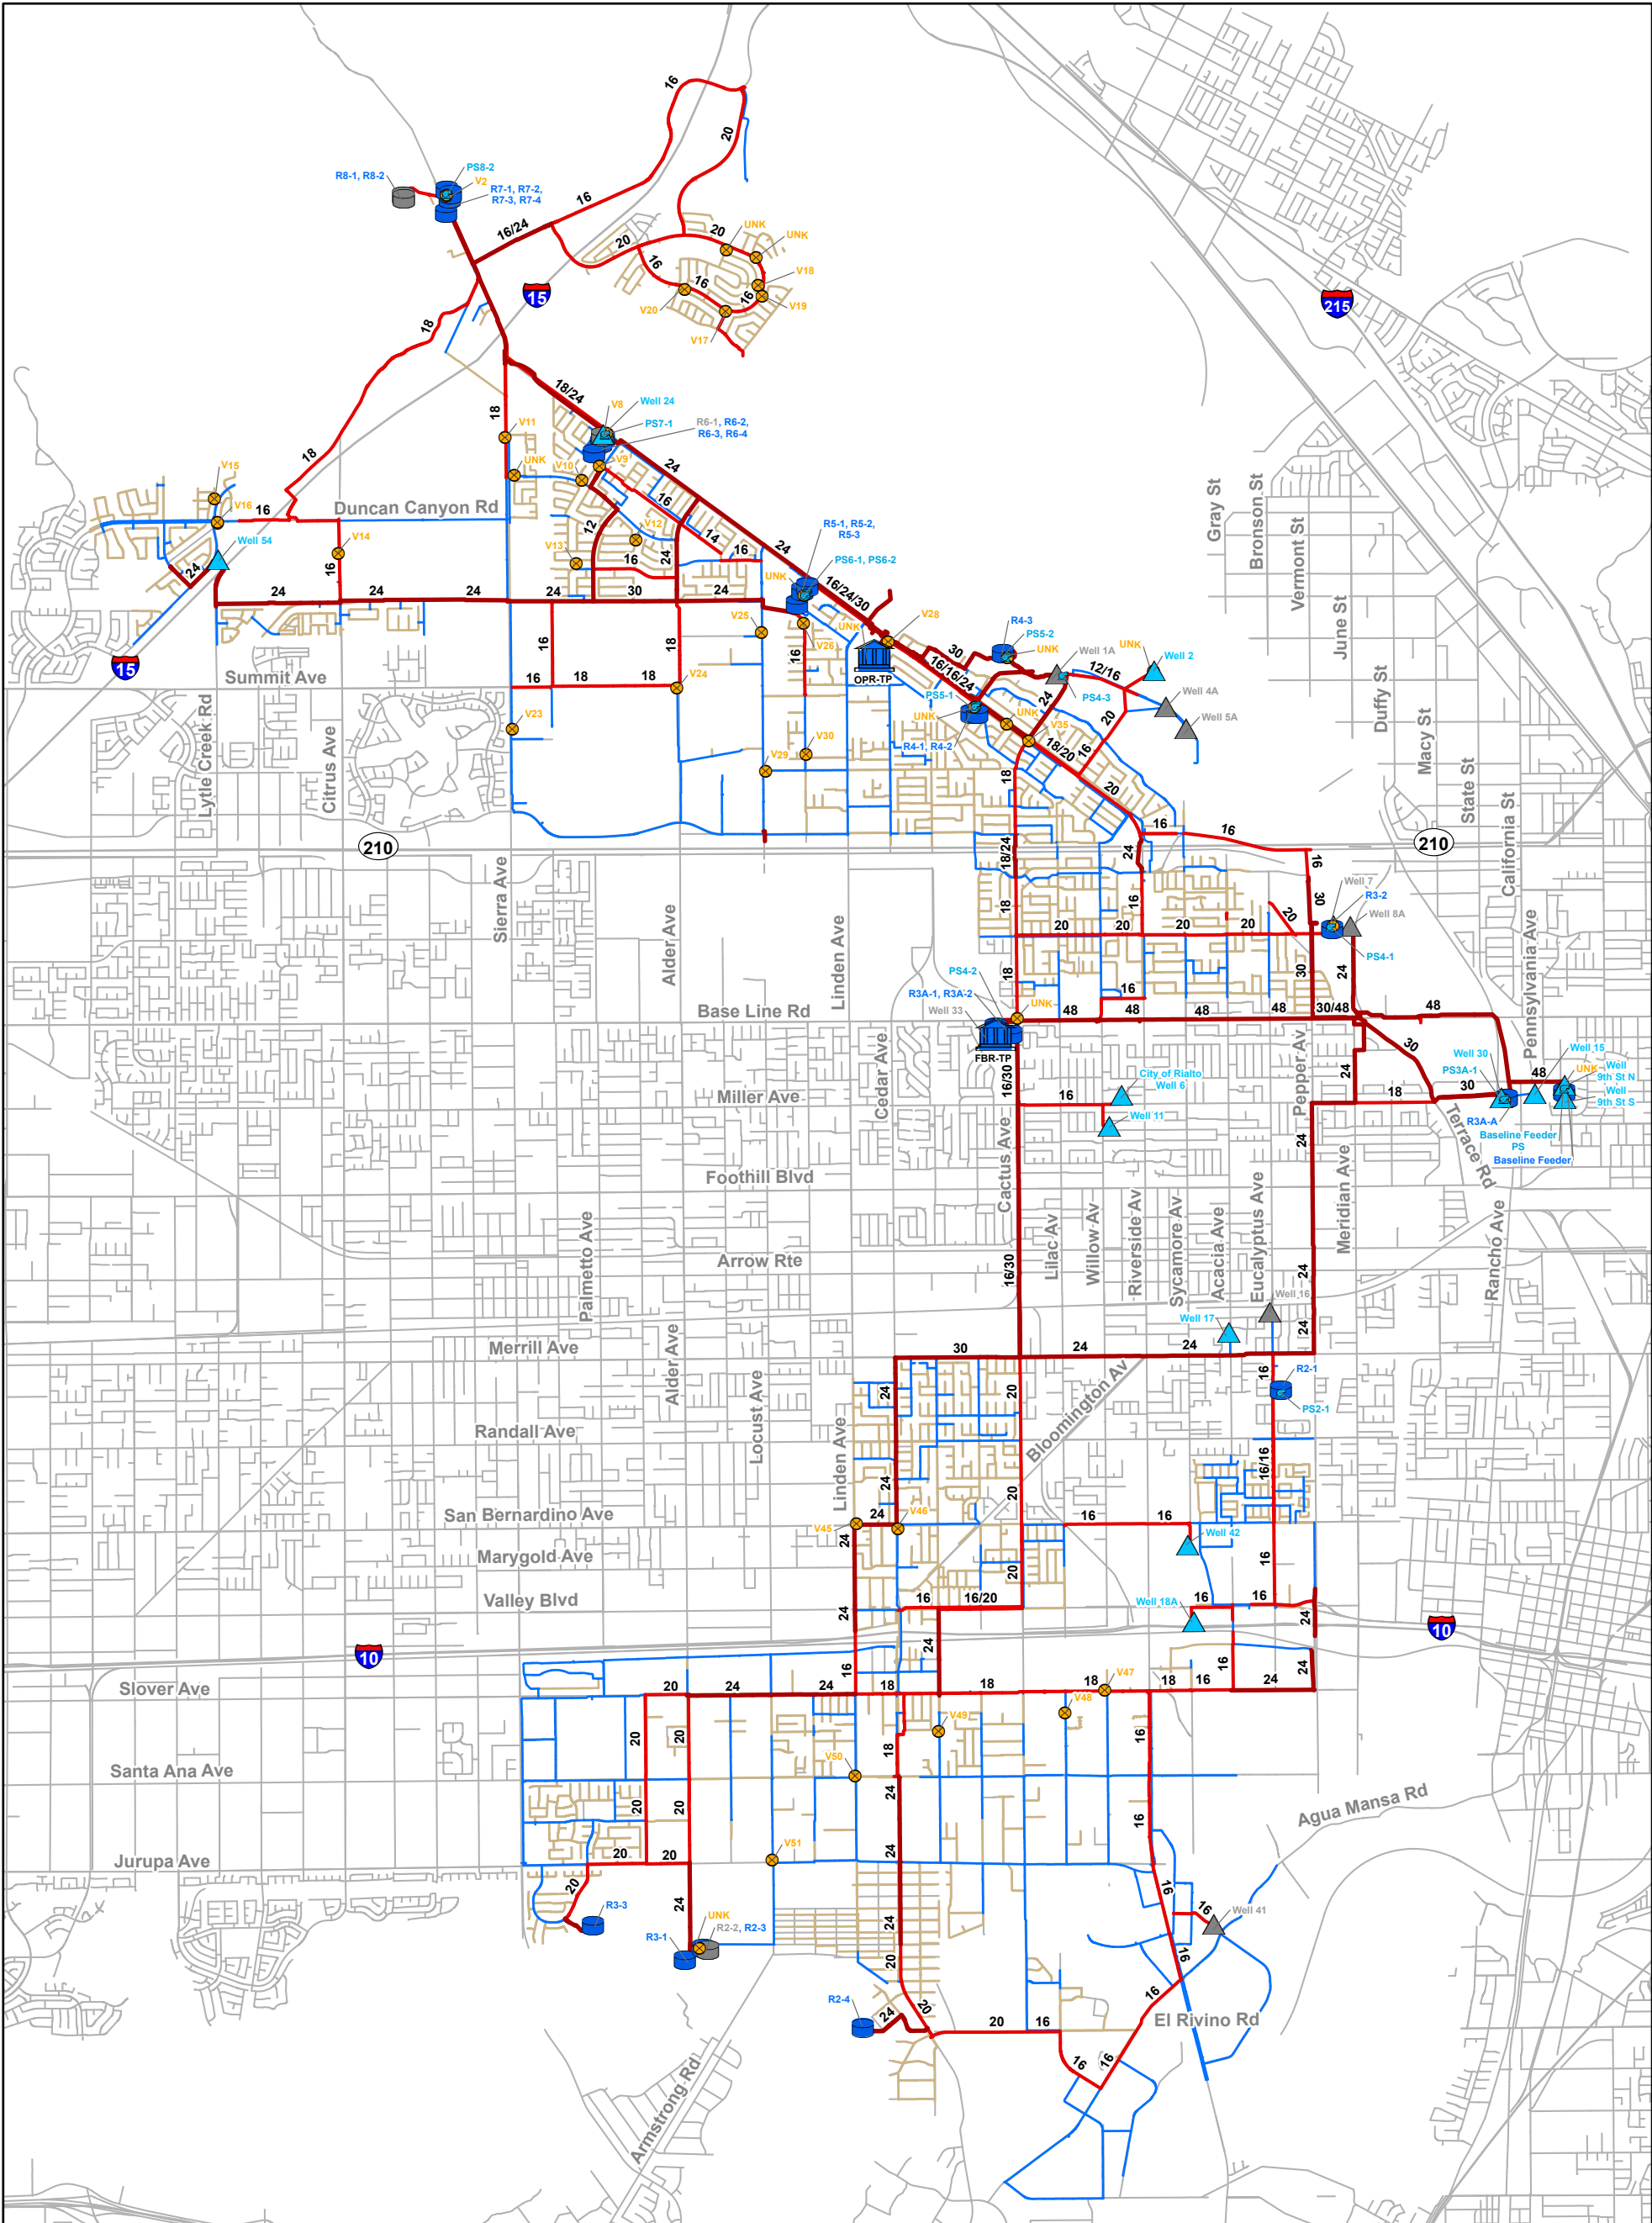 16
20
PS8-2
V2
R8-1, R8-2
R7-1, R7-2,
R7-3, R7-4
16
16/24
20
20
UNK
UNK
16
16
16
V18
V19
V20
V17
15
215
18
18/24
V8
Well 24
PS7-1
R6-1, R6-2,
R6-3, R6-4
18
V11
UNK
V10
V9
24
18
V15
V16
16
Duncan Canyon Rd
16
12
V12
14
16
24
R5-1, R5-2,
R5-3
PS6-1, PS6-2
Well 54
V14
V13
16
24
UNK
16/24/30
24
16
24
24
24
24
30
24
V25
UNK
V26
V28
OPR-TP
R4-3
PS5-2
UNK
30
16/16/24
Well 1A
12/16
UNK
Well 2
PS4-3
Well 4A
Well 5A
15
Summit Ave
16
18
16
18
18
V24
16
24
20
PS5-1
UNK
UNK
V35
R4-1, R4-2
18/20
16
20
V23
V29
V30
18
Lytle Creek Rd
Citrus Ave
Gray St
Bronson St
Vermont St
June St
Duffy St
Macy St
State St
California St
210
18/24
24
16
16
16
210
30
Well 7
R3-2
Well 8A
PS4-1
Sierra Ave
Alder Ave
Linden Ave
18
16
20
20
20
20
20
30
24
Pennsylvania Ave
PS4-2
R3A-1, R3A-2
Well 33
18
UNK
16
Base Line Rd
48
48
48
48
30/48
48
FBR-TP
30
Cedar Ave
16/30
City of Rialto
Well 6
Well 11
16
Miller Ave
Pepper Av
24
24
18
30
Well 30
PS3A-1
48
Well 15
UNK
Well
9th St N
Well
9th St S
R3A-A
Baseline Feeder
PS
Baseline Feeder
Terrace Rd
Foothill Blvd
Cactus Ave
Palmetto Ave
Arrow Rte
16/30
Lilac Av
Willow Av
Riverside Av
Sycamore Av
Acacia Ave
Eucalyptus Ave
Meridian Ave
Rancho Ave
24
Well 16
Well 17
24
Merrill Ave
30
24
24
Alder Ave
Locust Ave
24
20
Bloomington Av
16
R2-1
PS2-1
Randall Ave
Linden Ave
24
20
16/16
San Bernardino Ave
24
V45
V46
16
16
Well 42
24
Marygold Ave
20
16
Valley Blvd
24
16
16/20
Well 18A
16
16
24
10
10
16
24
16
24
Slover Ave
20
24
24
18
18
18
V47
18
16
24
20
20
V48
V49
18
16
Santa Ana Ave
V50
24
20
20
16
Agua Mansa Rd
V51
24
Jurupa Ave
20
20
20
16
R3-3
24
UNK
R2-2, R2-3
R3-1
24
16
Well 41
20
16
R2-4
24
20
20
16
16
El Rivino Rd
16
16
Armstrong Rd